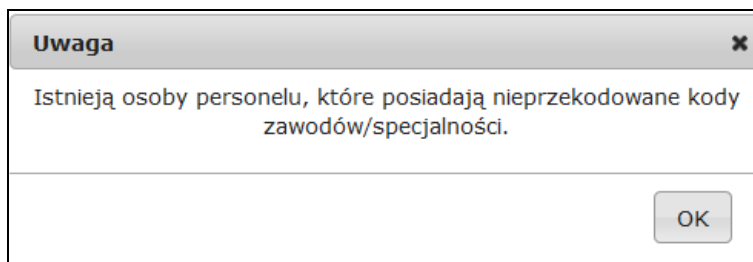 Uwaga
Istnieją osoby personelu, które posiadają nieprzekodowane kody
zawodów/specjalności.
OK